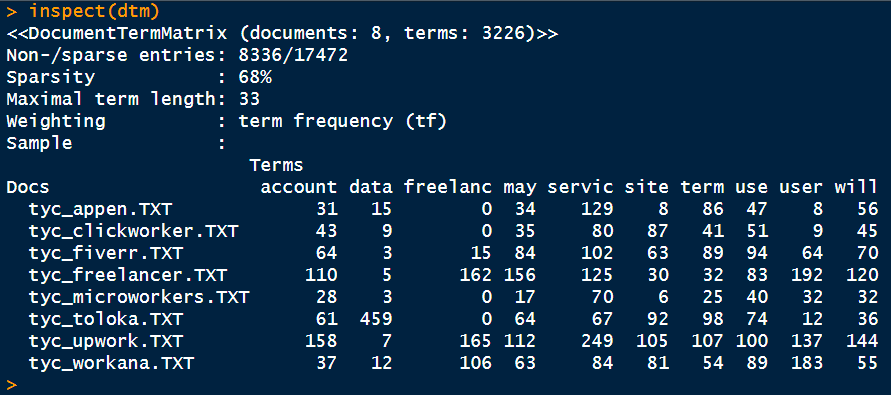 > inspect(dtm)
<<DocumentTermMatrix (documents: 8, terms: 3226)>>
Non-/sparse entries: 8336/17472
Sparsity           : 68%
Maximal term length: 33
Weighting          : term frequency (tf)
Sample             :
                      Terms
Docs                   account data freelanc may servic site term use user will
  tyc_appen.TXT             31   15        0  34    129    8   86  47    8   56
  tyc_clickworker.TXT       43    9        0  35     80   87   41  51    9   45
  tyc_fiverr.TXT            64    3       15  84    102   63   89  94   64   70
  tyc_freelancer.TXT       110    5      162 156    125   30   32  83  192  120
  tyc_microworkers.TXT      28    3        0  17     70    6   25  40   32   32
  tyc_toloka.TXT            61  459        0  64     67   92   98  74   12   36
  tyc_upwork.TXT           158    7      165 112    249  105  107 100  137  144
  tyc_workana.TXT           37   12      106  63     84   81   54  89  183   55
>